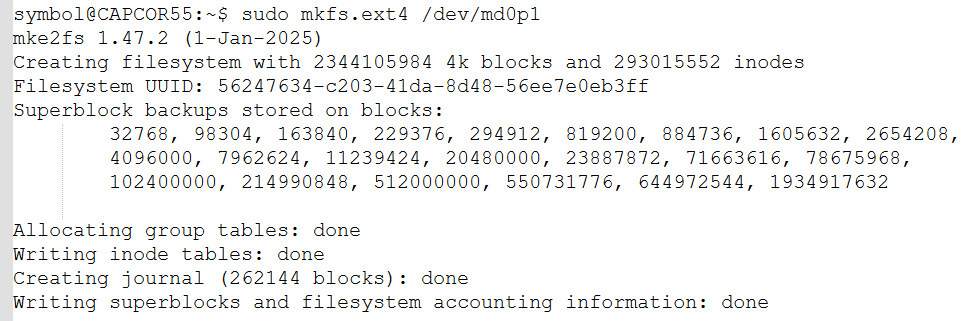 symbol@CAPCOR55:~$ sudo mkfs.ext4 /dev/md0p1
mke2fs 1.47.2 (1-Jan-2025)
Creating filesystem with 2344105984 4k blocks and 293015552 inodes
Filesystem UUID: 56247634-c203-41da-8d48-56ee7e0eb3ff
Superblock backups stored on blocks:
32768, 98304, 163840, 229376, 294912, 819200, 884736, 1605632, 2654208,
4096000, 7962624, 11239424, 20480000, 23887872, 71663616, 78675968,
102400000, 214990848, 512000000, 550731776, 644972544, 1934917632
Allocating group tables: done
Writing inode tables: done
Creating journal (262144 blocks): done
Writing superblocks and filesystem accounting information: done